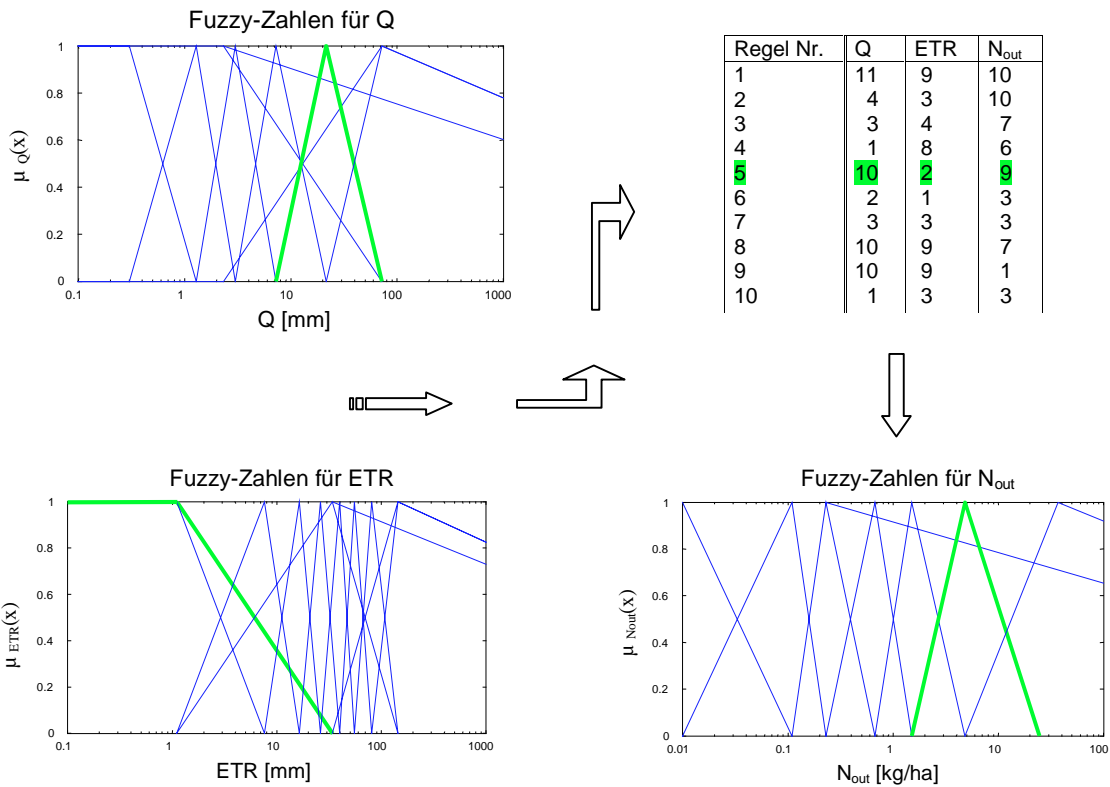 Fuzzy-Zahlen für Q
1
0.8
0.6
0.4
0.2
0
0.1 1 10 100 1000
μ Q(x)
Q [mm]
Regel Nr. Q ETR Nout
1 11 9 10
2 4 3 10
3 3 4 7
4 1 8 6
5 10 2 9
6 2 1 3
7 3 3 3
8 10 9 7
9 10 9 1
10 1 3 3
Fuzzy-Zahlen für ETR
1
0.8
0.6
0.4
0.2
0
0.1 1 10 100 1000
μ ETR(x)
ETR [mm]
Fuzzy-Zahlen für Nout
1
0.8
0.6
0.4
0.2
0
0.01 0.1 1 10 100
μ Nout(x)
Nout [kg/ha]